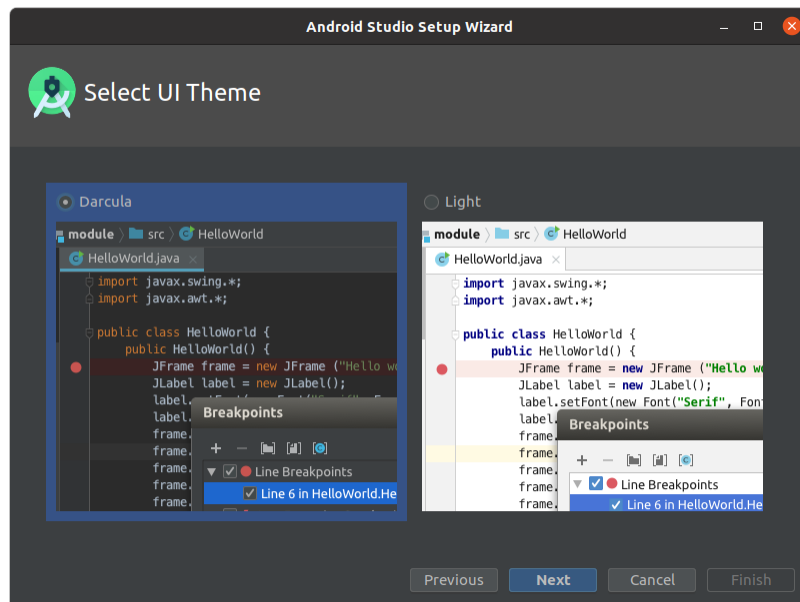 Android Studio Setup Wizard
Select UI Theme
Darcula
module src HelloWorld
HelloWorld.java
import javax.swing.*;
import javax.awt.*;
public class HelloWorld {
public HelloWorld() {
JFrame frame = new JFrame ("Hello wo
JLabel label = new JLabel();
label.
label.
frame.
frame.
frame.
frame.
frame.
Breakpoints
Line Breakpoints
Line 6 in HelloWorld.He
Light
module src HelloWorld
HelloWorld.java
import javax.swing.*;
import javax.awt.*;
public class HelloWorld {
public HelloWorld() {
JFrame frame = new JFrame ("Hello wo
JLabel label = new JLabel();
label.setFont(new Font("Serif", Font
label.
frame.
frame.
frame.
frame.
frame.
Breakpoints
Line Breakpoints
Line 6 in HelloWorld.He
Previous Next Cancel Finish